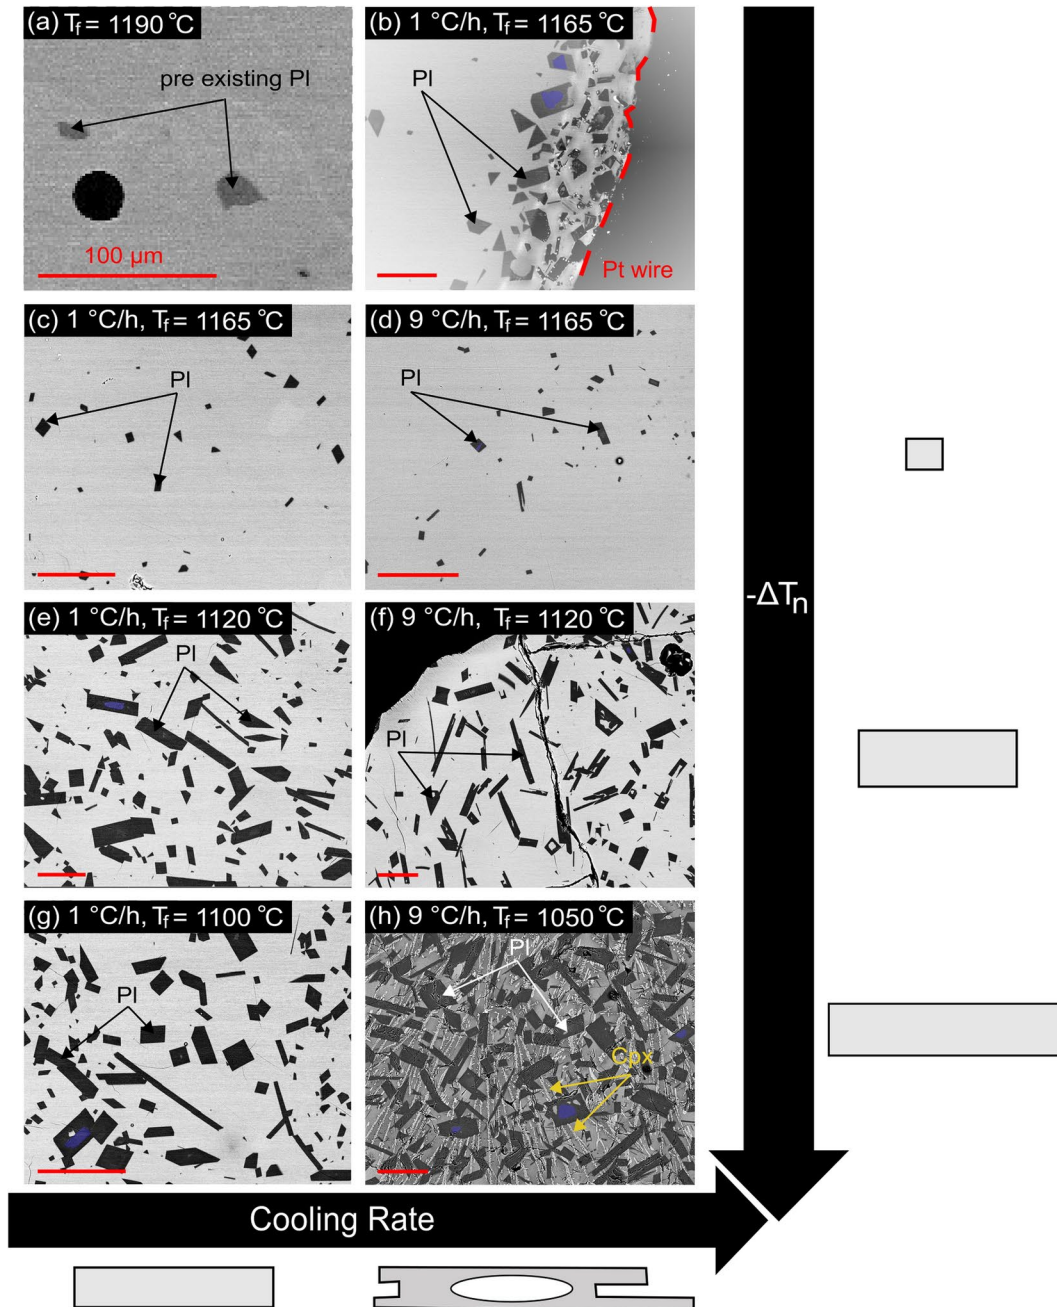 (a) Tf = 1190 °C
pre existing Pl
100 µm
(b) 1 °C/h, Tf = 1165 °C
Pl
Pt wire
(c) 1 °C/h, Tf = 1165 °C
Pl
(d) 9 °C/h, Tf = 1165 °C
Pl
-ΔTn
(e) 1 °C/h, Tf = 1120 °C
Pl
(f) 9 °C/h, Tf = 1120 °C
Pl
(g) 1 °C/h, Tf = 1100 °C
Pl
(h) 9 °C/h, Tf = 1050 °C
Pl
Cpx
Cooling Rate